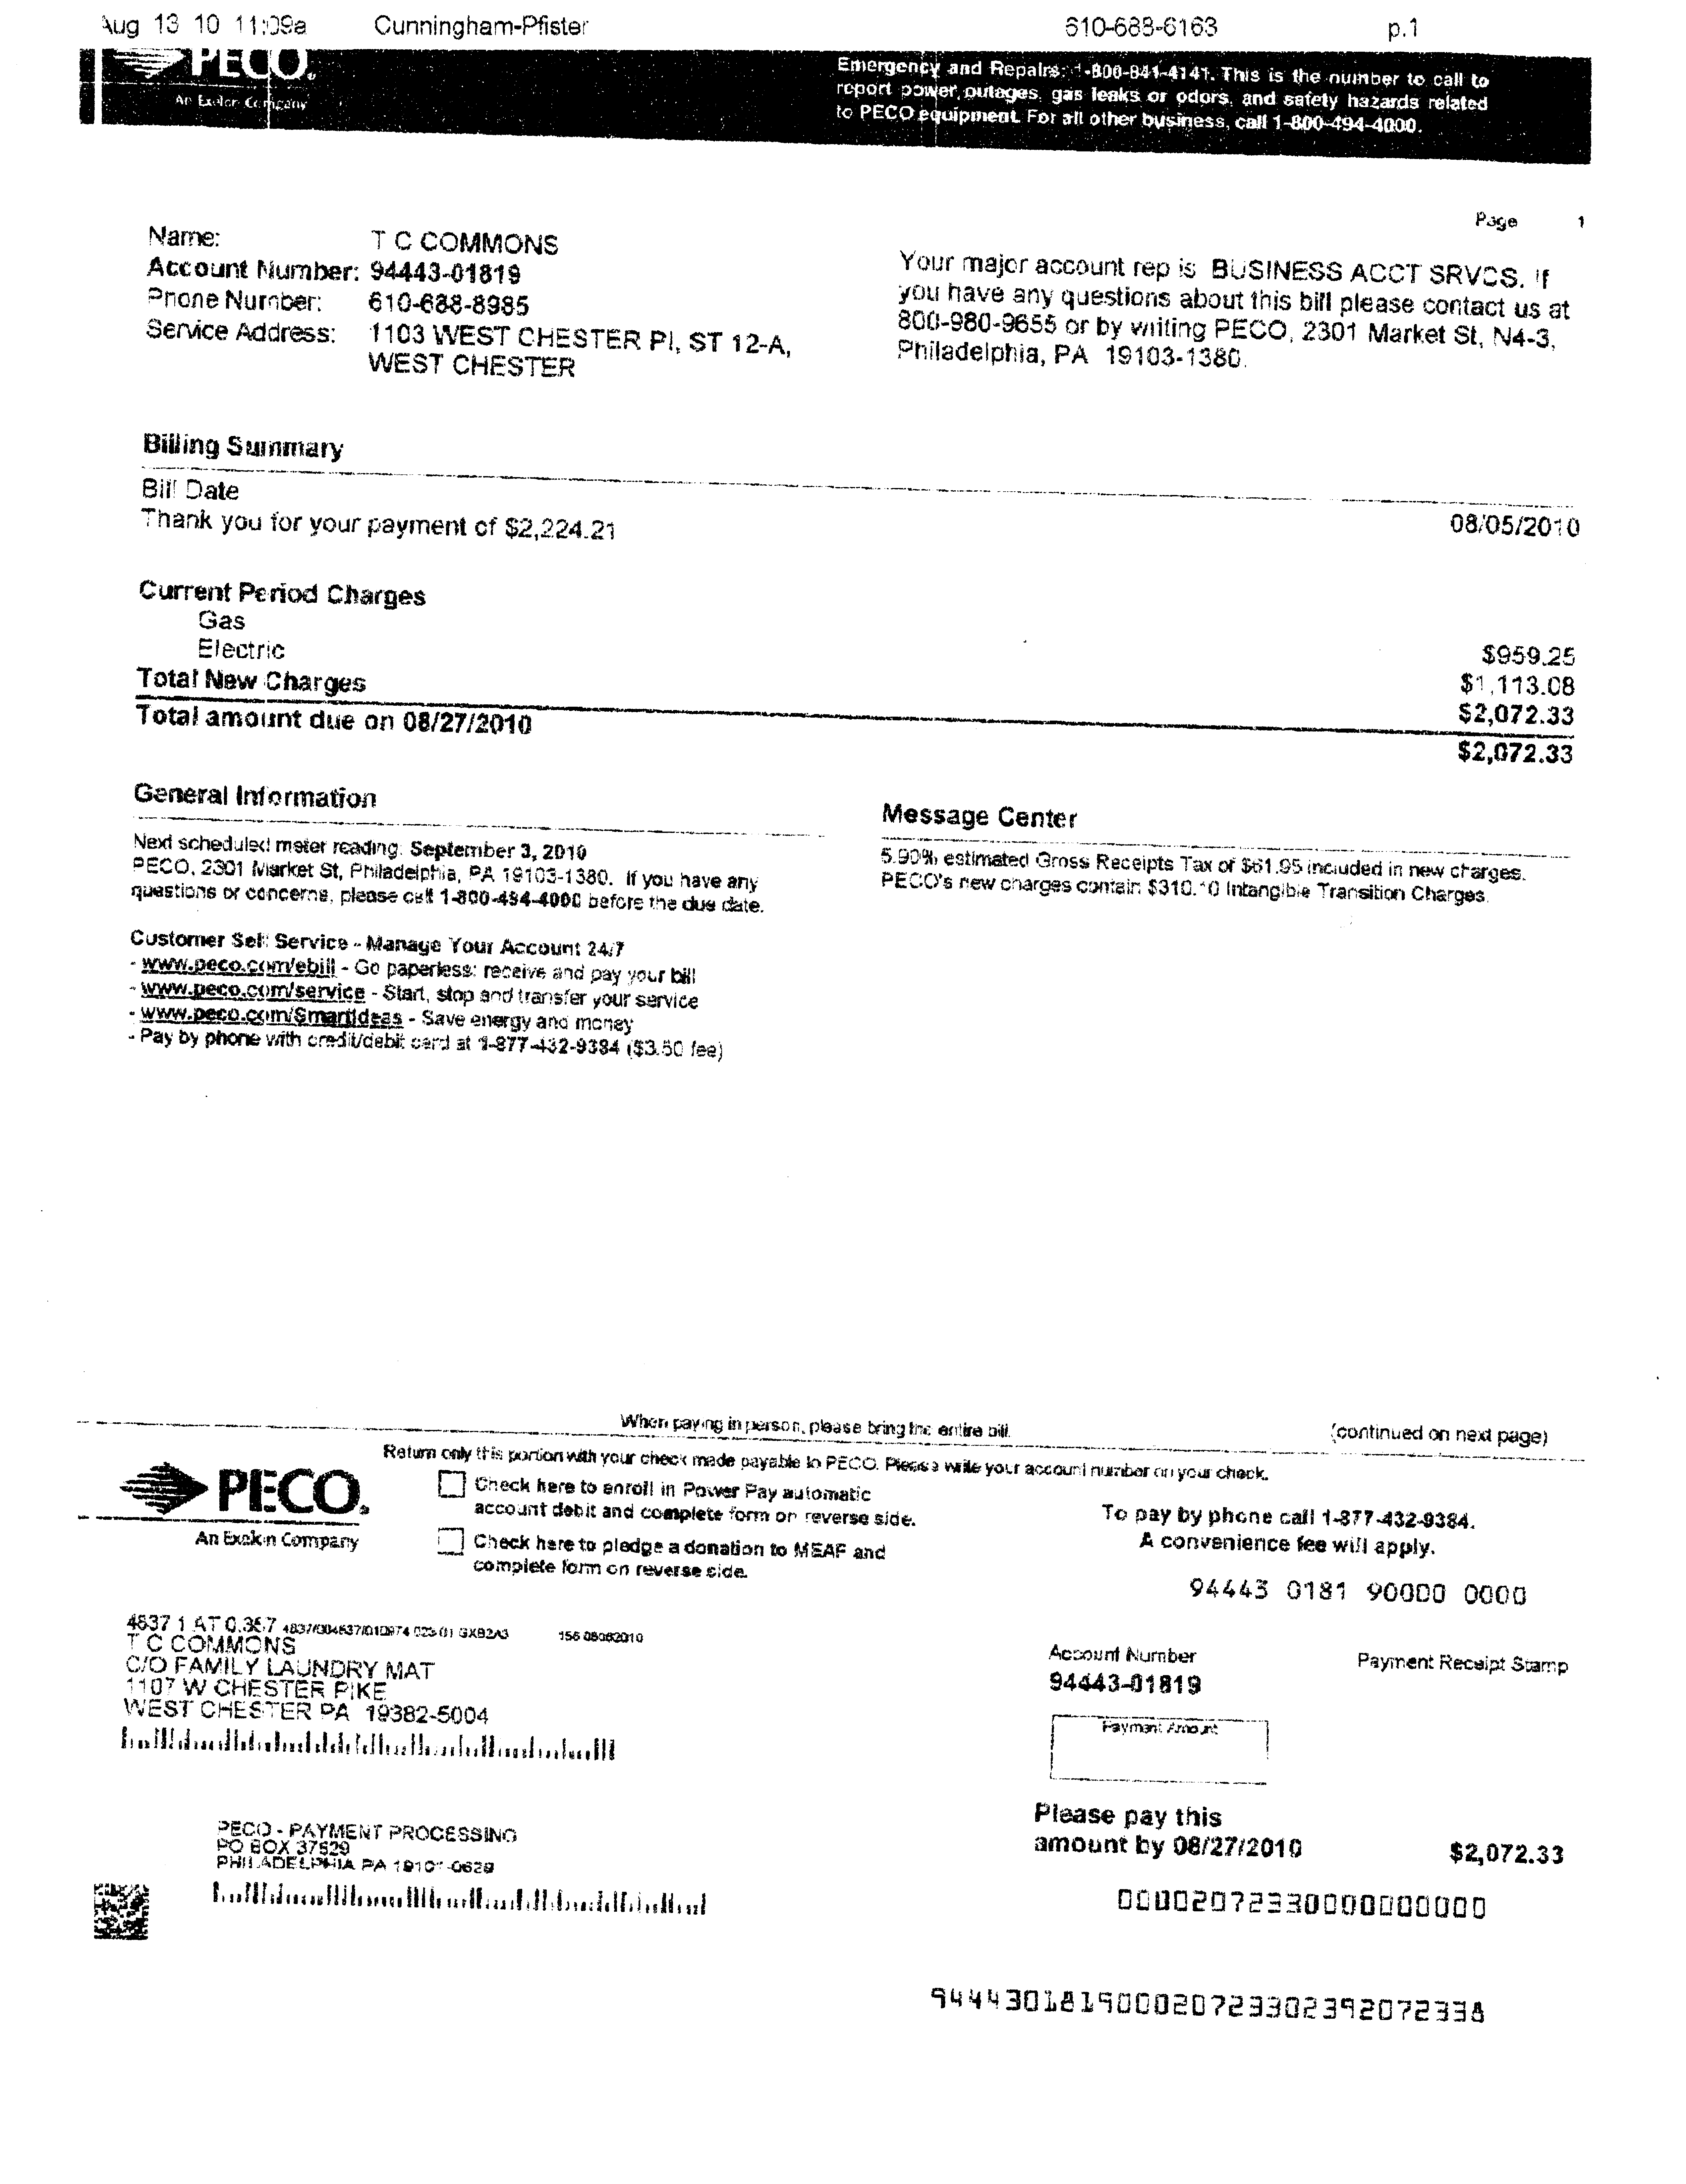 Aug 13 10 11:09a Cunningham-Pfister 610-688-6163 p.1
PECO.
An Exelon Company
Emergency and Repairs: 1-800-841-4141. This is the number to call to
report power outages, gas leaks or odors, and safety hazards related
to PECO equipment. For all other business, call 1-800-494-4000.
Page 1
Name: T C COMMONS
Account Number: 94443-01819
Phone Number: 610-688-8985
Service Address: 1103 WEST CHESTER PI, ST 12-A,
WEST CHESTER
Your major account rep is BUSINESS ACCT SRVCS. If
you have any questions about this bill please contact us at
800-980-9655 or by writing PECO, 2301 Market St, N4-3,
Philadelphia, PA 19103-1380.
Billing Summary
Bill Date 08/05/2010
Thank you for your payment of $2,224.21
Current Period Charges
Gas $959.25
Electric $1,113.08
Total New Charges $2,072.33
Total amount due on 08/27/2010 $2,072.33
General Information
Next scheduled meter reading: September 3, 2010
PECO, 2301 Market St, Philadelphia, PA 19103-1380. If you have any
questions or concerns, please call 1-800-494-4000 before the due date.
Customer Self Service - Manage Your Account 24/7
- www.peco.com/ebill - Go paperless: receive and pay your bill
- www.peco.com/service - Start, stop and transfer your service
- www.peco.com/SmartIdeas - Save energy and money
- Pay by phone with credit/debit card at 1-877-432-9384 ($3.50 fee)
Message Center
5.90% estimated Gross Receipts Tax of $61.95 included in new charges.
PECO's new charges contain $310.10 Intangible Transition Charges.
When paying in person, please bring the entire bill.
(continued on next page)
Return only this portion with your check made payable to PECO. Please write your account number on your check.
PECO.
An Exelon Company
Check here to enroll in Power Pay automatic
account debit and complete form on reverse side.
Check here to pledge a donation to MEAF and
complete form on reverse side.
To pay by phone call 1-877-432-9384.
A convenience fee will apply.
94443 0181 90000 0000
4837 1 AT 0.357
T C COMMONS
C/O FAMILY LAUNDRY MAT
1107 W CHESTER PIKE
WEST CHESTER PA 19382-5004
Account Number
94443-01819
Payment Receipt Stamp
Payment Amount
PECO - PAYMENT PROCESSING
PO BOX 37629
PHILADELPHIA PA 19101-0629
Please pay this
amount by 08/27/2010 $2,072.33
00002072330000000000
944430181900020723302392072338